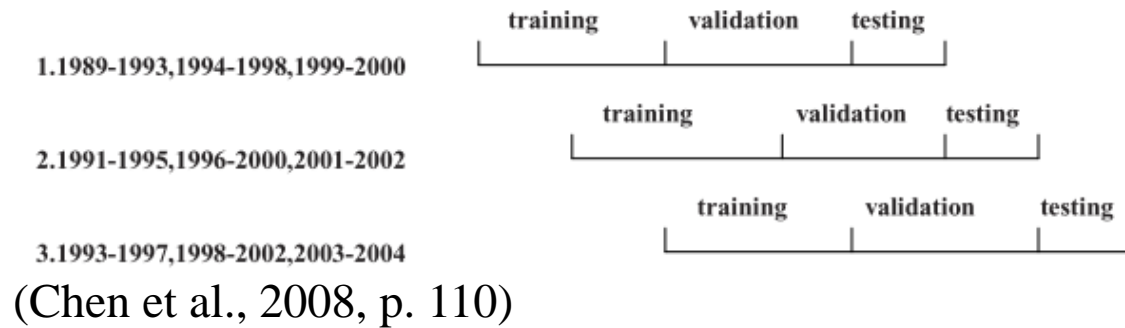 training validation testing
1.1989-1993,1994-1998,1999-2000
training validation testing
2.1991-1995,1996-2000,2001-2002
training validation testing
3.1993-1997,1998-2002,2003-2004
(Chen et al., 2008, p. 110)